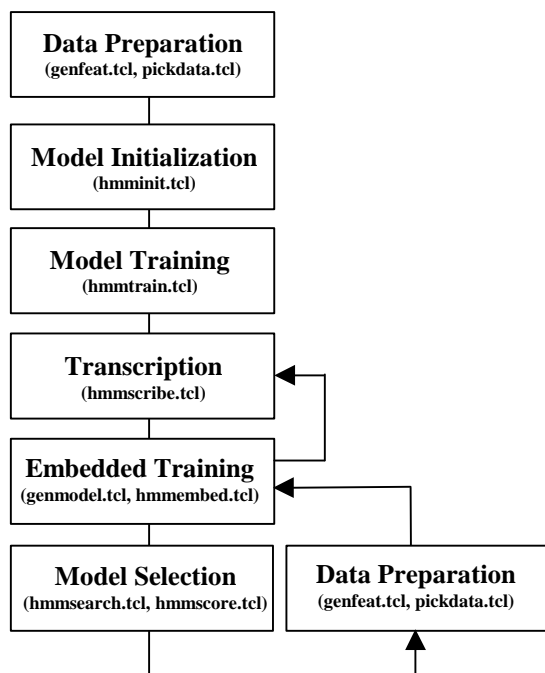 Data Preparation
(genfeat.tcl, pickdata.tcl)
Model Initialization
(hmminit.tcl)
Model Training
(hmmtrain.tcl)
Transcription
(hmmscribe.tcl)
Embedded Training
(genmodel.tcl, hmmembed.tcl)
Model Selection
(hmmsearch.tcl, hmmscore.tcl)
Data Preparation
(genfeat.tcl, pickdata.tcl)